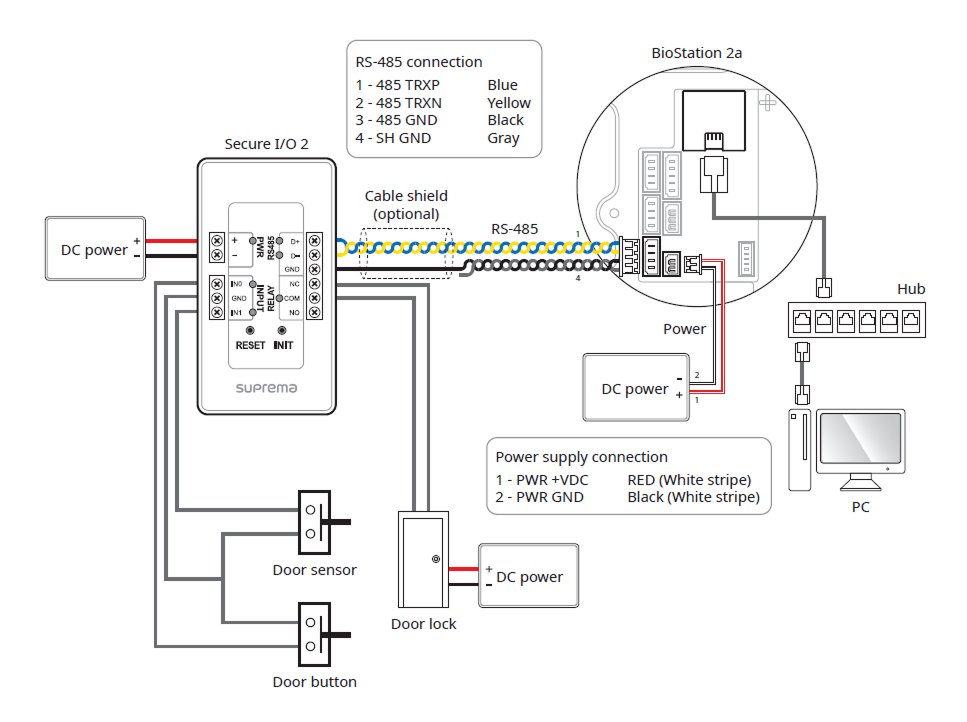 BioStation 2a
RS-485 connection
1 - 485 TRXP Blue
2 - 485 TRXN Yellow
3 - 485 GND Black
4 - SH GND Gray
Secure I/O 2
Cable shield
(optional)
RS-485
1
4
DC power
+
-
+
-
PWR
RS485
D+
D-
GND
IN0
GND
IN1
INPUT
RELAY
NC
COM
NO
RESET INIT
suprema
Hub
Power
DC power
-
+
2
1
Power supply connection
1 - PWR +VDC RED (White stripe)
2 - PWR GND Black (White stripe)
PC
Door sensor
Door lock
+
-
DC power
Door button